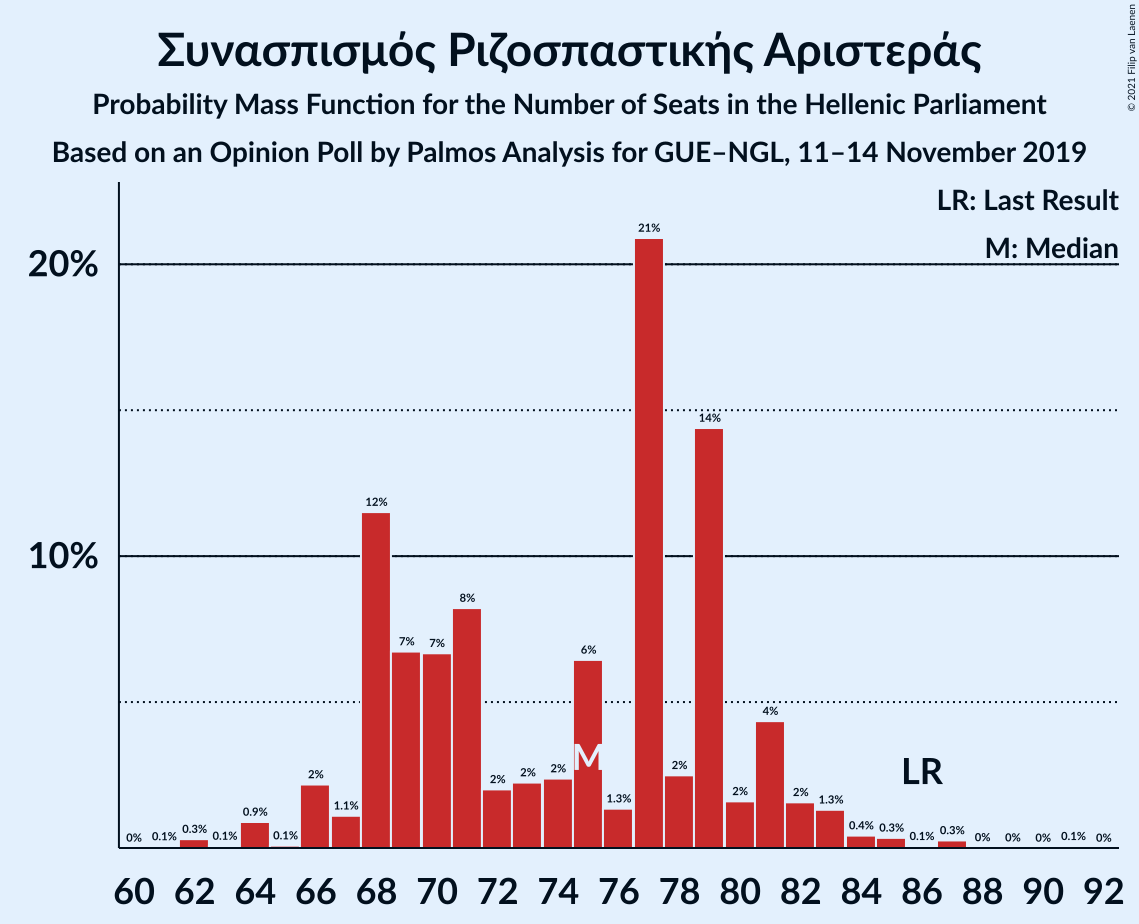 Συνασπισμός Ριζοσπαστικής Αριστεράς
Probability Mass Function for the Number of Seats in the Hellenic Parliament
Based on an Opinion Poll by Palmos Analysis for GUE–NGL, 11–14 November 2019
© 2021 Filip van Laenen
LR: Last Result
M: Median
20%
10%
0% 0.1% 0.3% 0.1% 0.9% 0.1% 2% 1.1% 12% 7% 7% 8% 2% 2% 2% 6% 1.3% 21% 2% 14% 2% 4% 2% 1.3% 0.4% 0.3% 0.1% 0.3% 0% 0% 0% 0.1% 0%
M
LR
60 62 64 66 68 70 72 74 76 78 80 82 84 86 88 90 92